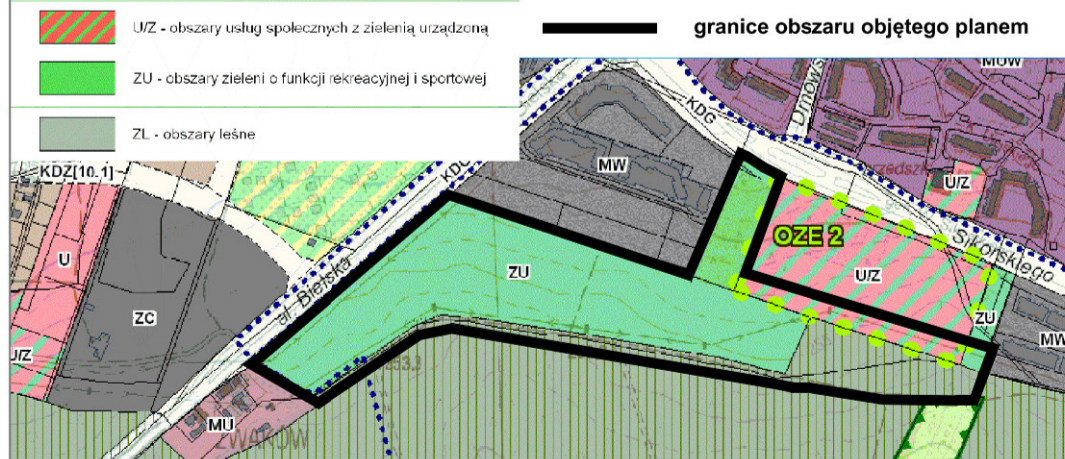 U/Z - obszary usług społecznych z zielenią urządzoną
granice obszaru objętego planem
ZU - obszary zieleni o funkcji rekreacyjnej i sportowej
ZL - obszary leśne
KDG
MW
KDZ[10.1]
U/Z
U
OZE 2
Sikorskiego
ZU
U/Z
ul. Bielska
ZC
ZU
U/Z
MW
MU